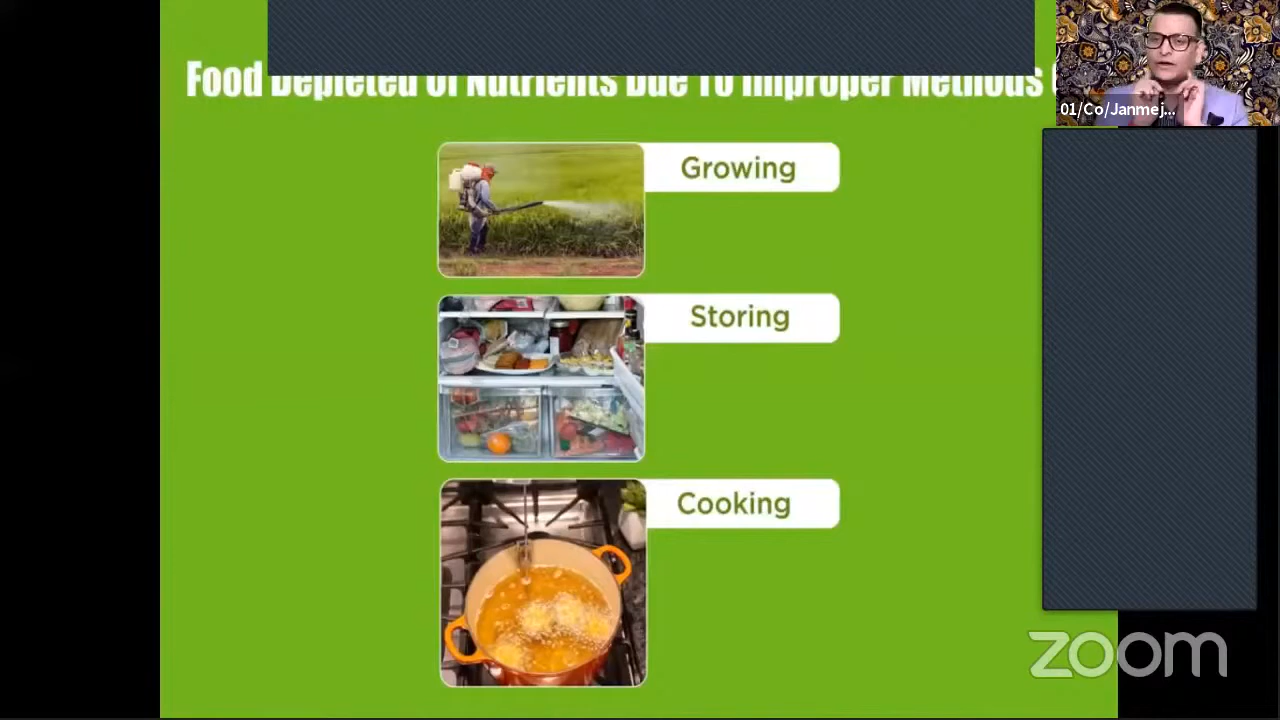 Food Depleted Of Nutrients Due To Improper Methods
01/Co/Janmej...
Growing
Storing
Cooking
zoom